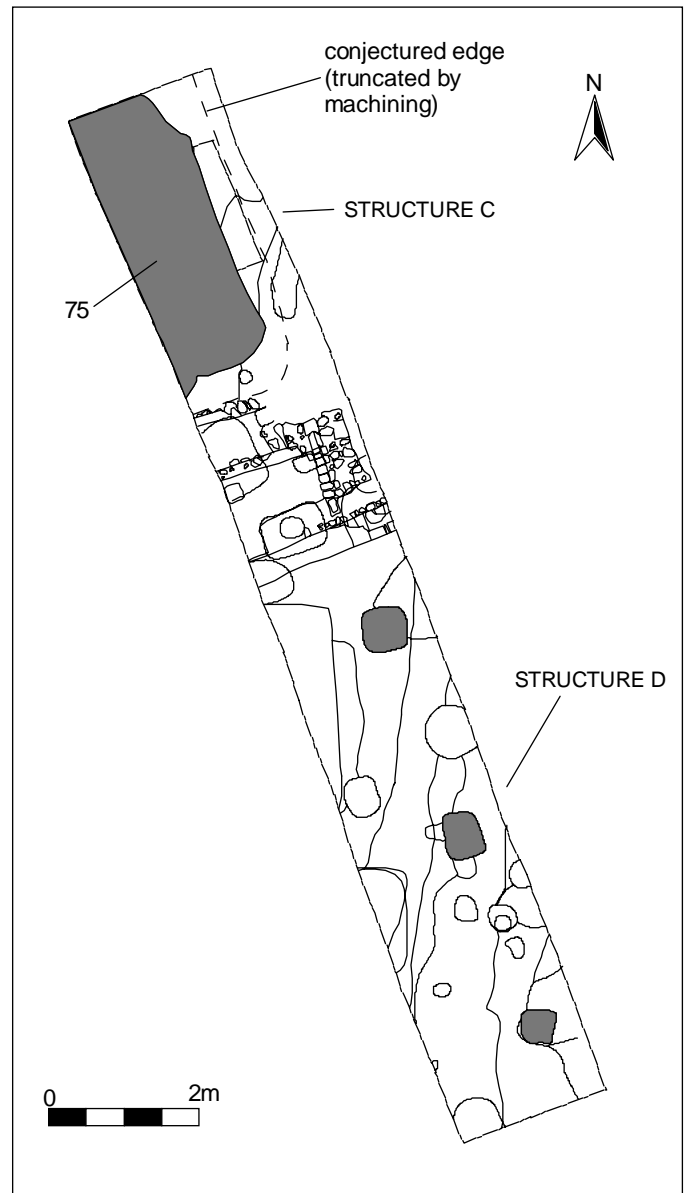 conjectured edge
(truncated by
machining)
N
STRUCTURE C
75
STRUCTURE D
0 2m